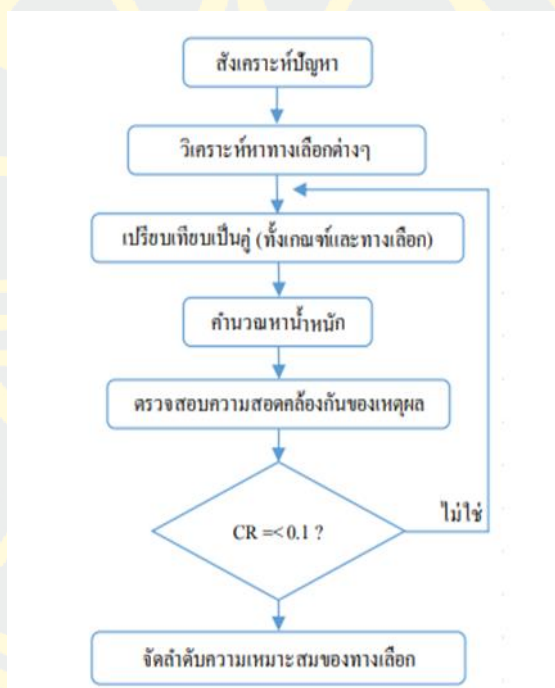 สังเคราะห์ปัญหา
วิเคราะห์หาทางเลือกต่างๆ
เปรียบเทียบเป็นคู่ (ทั้งเกณฑ์และทางเลือก)
คำนวณหาน้ำหนัก
ตรวจสอบความสอดคล้องกันของเหตุผล
ไม่ใช่
CR =< 0.1 ?
จัดลำดับความเหมาะสมของทางเลือก